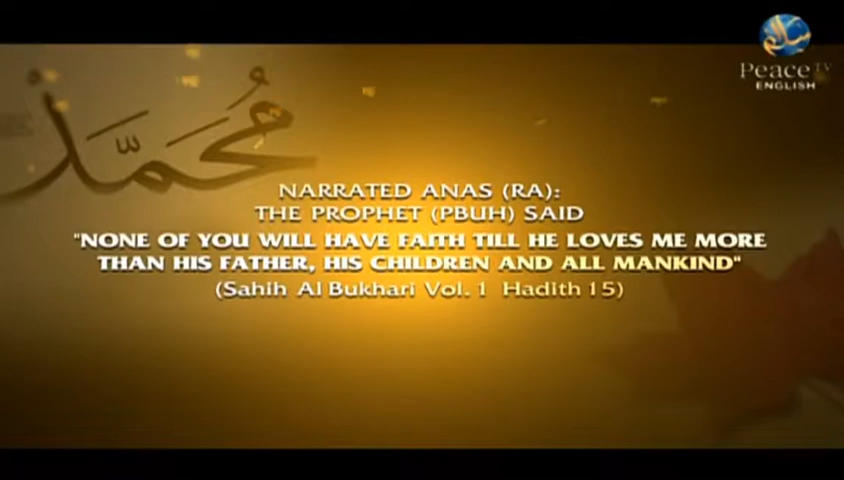 سلام
Peace TV
ENGLISH
محمد
NARRATED ANAS (RA):
THE PROPHET (PBUH) SAID
"NONE OF YOU WILL HAVE FAITH TILL HE LOVES ME MORE
THAN HIS FATHER, HIS CHILDREN AND ALL MANKIND"
(Sahih Al Bukhari Vol. 1 Hadith 15)